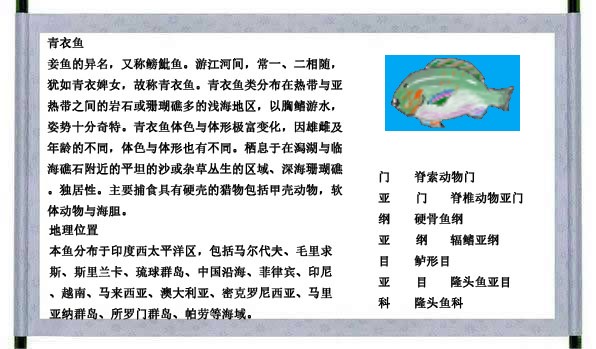 青衣鱼
妾鱼的异名，又称鳑魮鱼。游江河间，常一、二相随，
犹如青衣婢女，故称青衣鱼。青衣鱼类分布在热带与亚
热带之间的岩石或珊瑚礁多的浅海地区，以胸鳍游水，
姿势十分奇特。青衣鱼体色与体形极富变化，因雄雌及
年龄的不同，体色与体形也有不同。栖息于在潟湖与临
海礁石附近的平坦的沙或杂草丛生的区域、深海珊瑚礁
。独居性。主要捕食具有硬壳的猎物包括甲壳动物，软
体动物与海胆。
地理位置
本鱼分布于印度西太平洋区，包括马尔代夫、毛里求
斯、斯里兰卡、琉球群岛、中国沿海、菲律宾、印尼
、越南、马来西亚、澳大利亚、密克罗尼西亚、马里
亚纳群岛、所罗门群岛、帕劳等海域。
门 脊索动物门
亚 门 脊椎动物亚门
纲 硬骨鱼纲
亚 纲 辐鳍亚纲
目 鲈形目
亚 目 隆头鱼亚目
科 隆头鱼科